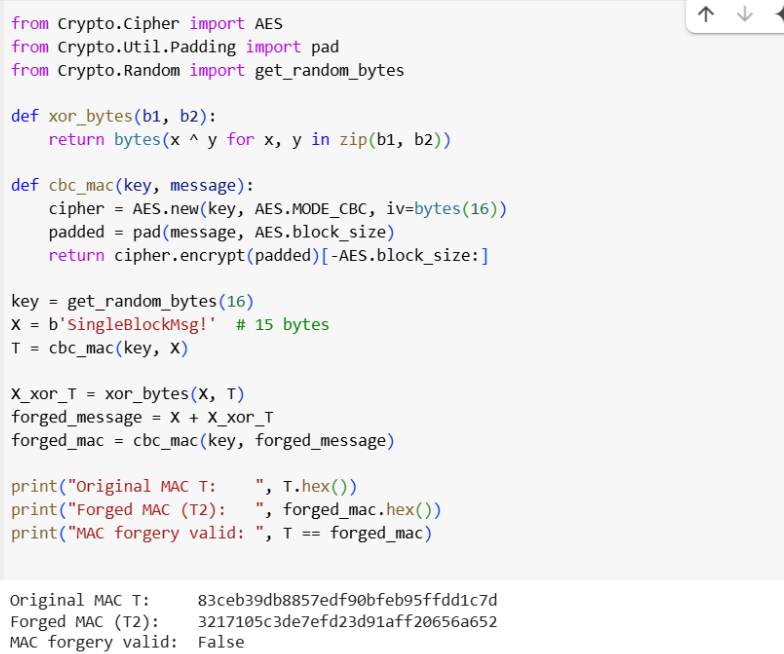 from Crypto.Cipher import AES
from Crypto.Util.Padding import pad
from Crypto.Random import get_random_bytes

def xor_bytes(b1, b2):
    return bytes(x ^ y for x, y in zip(b1, b2))

def cbc_mac(key, message):
    cipher = AES.new(key, AES.MODE_CBC, iv=bytes(16))
    padded = pad(message, AES.block_size)
    return cipher.encrypt(padded)[-AES.block_size:]

key = get_random_bytes(16)
X = b'SingleBlockMsg!'  # 15 bytes
T = cbc_mac(key, X)

X_xor_T = xor_bytes(X, T)
forged_message = X + X_xor_T
forged_mac = cbc_mac(key, forged_message)

print("Original MAC T:    ", T.hex())
print("Forged MAC (T2):   ", forged_mac.hex())
print("MAC forgery valid: ", T == forged_mac)

Original MAC T:     83ceb39db8857edf90bfeb95ffdd1c7d
Forged MAC (T2):    3217105c3de7efd23d91aff20656a652
MAC forgery valid:  False